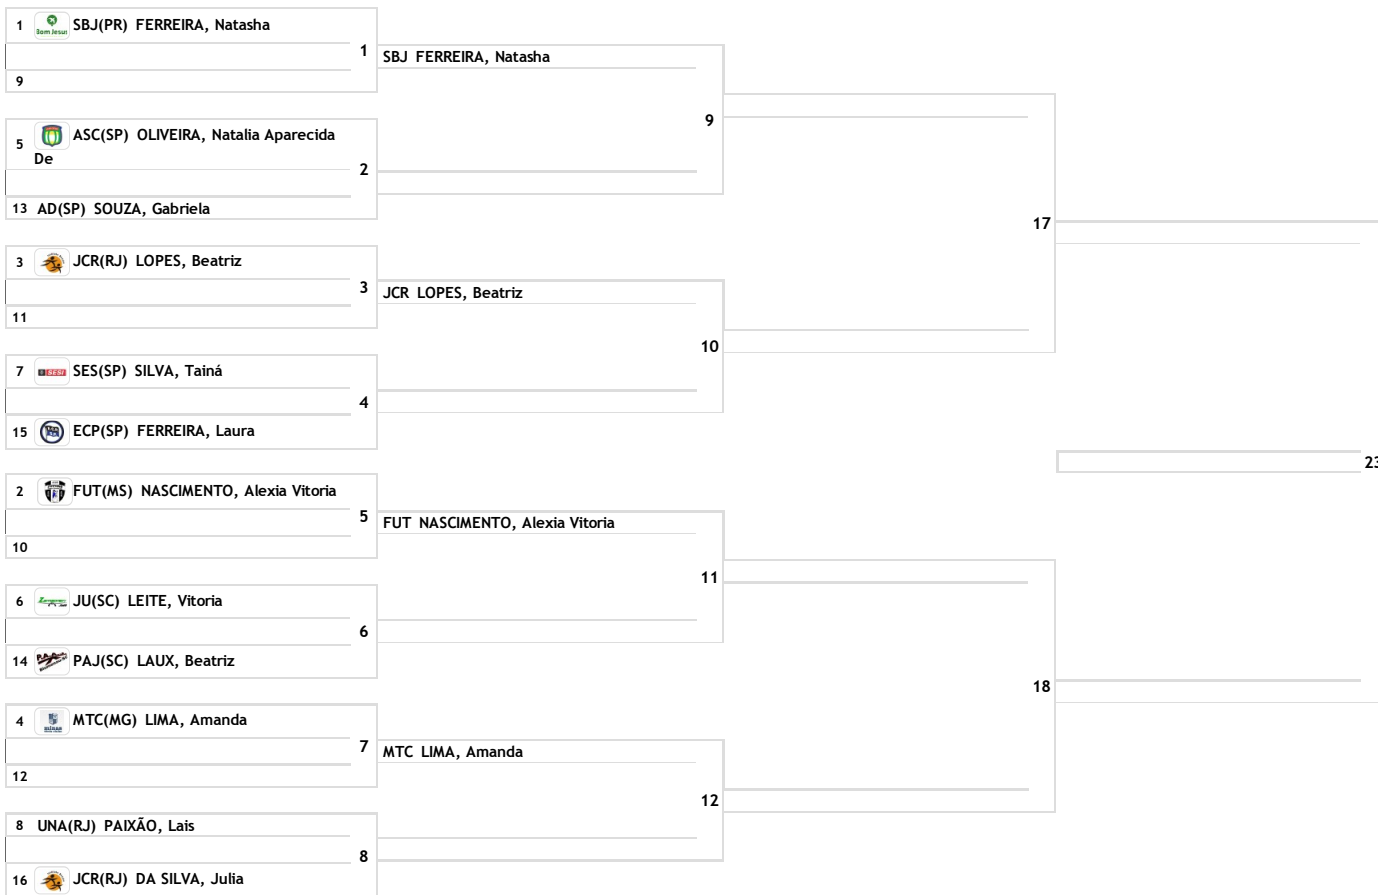 1 SBJ(PR) FERREIRA, Natasha
1
9
SBJ FERREIRA, Natasha
9
5 ASC(SP) OLIVEIRA, Natalia Aparecida
De
2
13 AD(SP) SOUZA, Gabriela
17
3 JCR(RJ) LOPES, Beatriz
3
11
JCR LOPES, Beatriz
10
7 SES(SP) SILVA, Tainá
4
15 ECP(SP) FERREIRA, Laura
23
2 FUT(MS) NASCIMENTO, Alexia Vitoria
5
10
FUT NASCIMENTO, Alexia Vitoria
11
6 JU(SC) LEITE, Vitoria
6
14 PAJ(SC) LAUX, Beatriz
18
4 MTC(MG) LIMA, Amanda
7
12
MTC LIMA, Amanda
12
8 UNA(RJ) PAIXÃO, Lais
8
16 JCR(RJ) DA SILVA, Julia
Bom Jesus
SESI